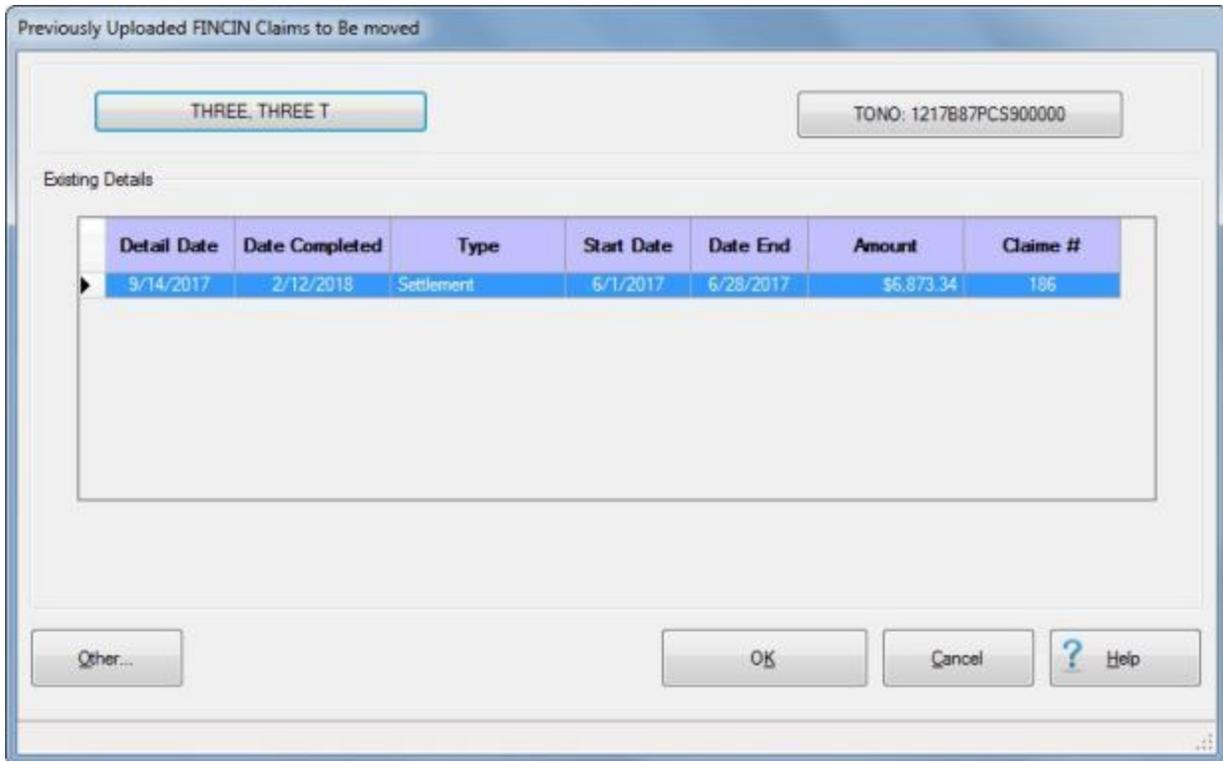 Previously Uploaded FINCIN Claims to Be moved
THREE, THREE T TONO: 1217B87PCS900000
Existing Details
Detail Date Date Completed Type Start Date Date End Amount Claime #
9/14/2017 2/12/2018 Settlement 6/1/2017 6/28/2017 $6,873.34 186
Other... OK Cancel ? Help